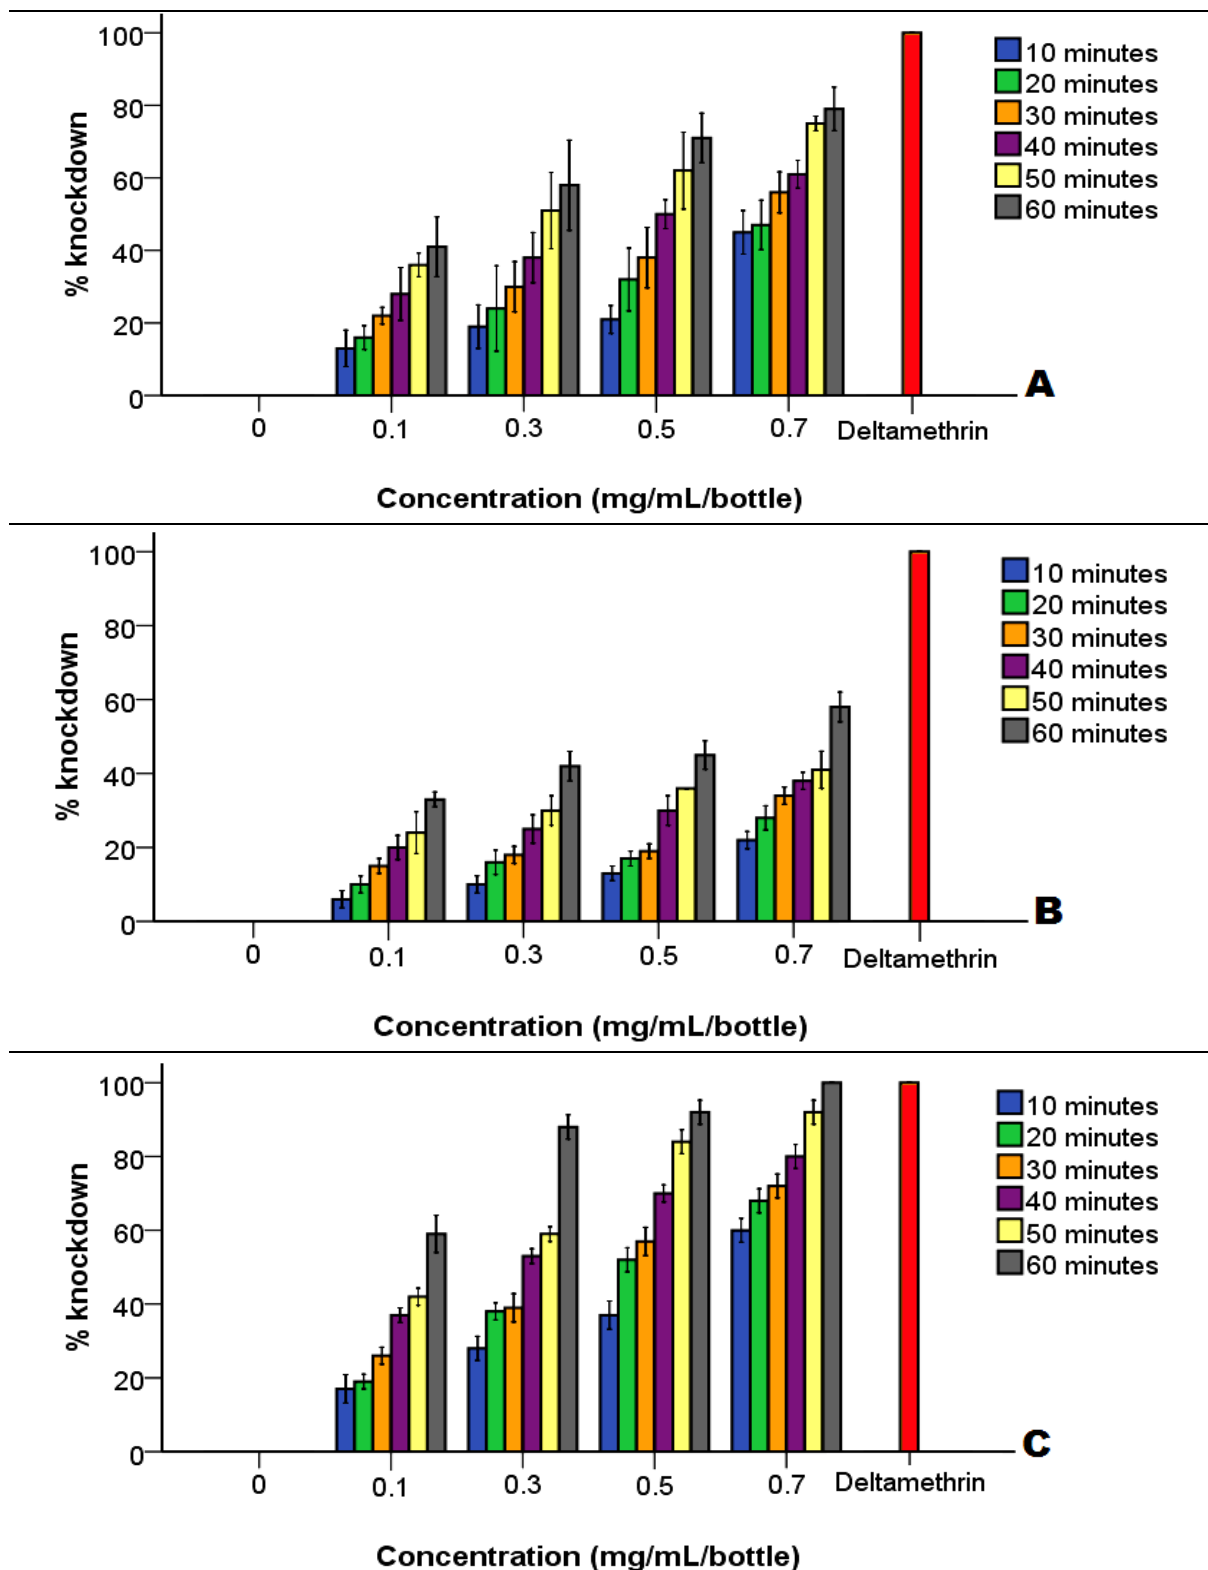 100
80
60
40
20
0
% knockdown
10 minutes
20 minutes
30 minutes
40 minutes
50 minutes
60 minutes
A
0 0.1 0.3 0.5 0.7 Deltamethrin
Concentration (mg/mL/bottle)
100
80
60
40
20
0
% knockdown
10 minutes
20 minutes
30 minutes
40 minutes
50 minutes
60 minutes
B
0 0.1 0.3 0.5 0.7 Deltamethrin
Concentration (mg/mL/bottle)
100
80
60
40
20
0
% knockdown
10 minutes
20 minutes
30 minutes
40 minutes
50 minutes
60 minutes
C
0 0.1 0.3 0.5 0.7 Deltamethrin
Concentration (mg/mL/bottle)